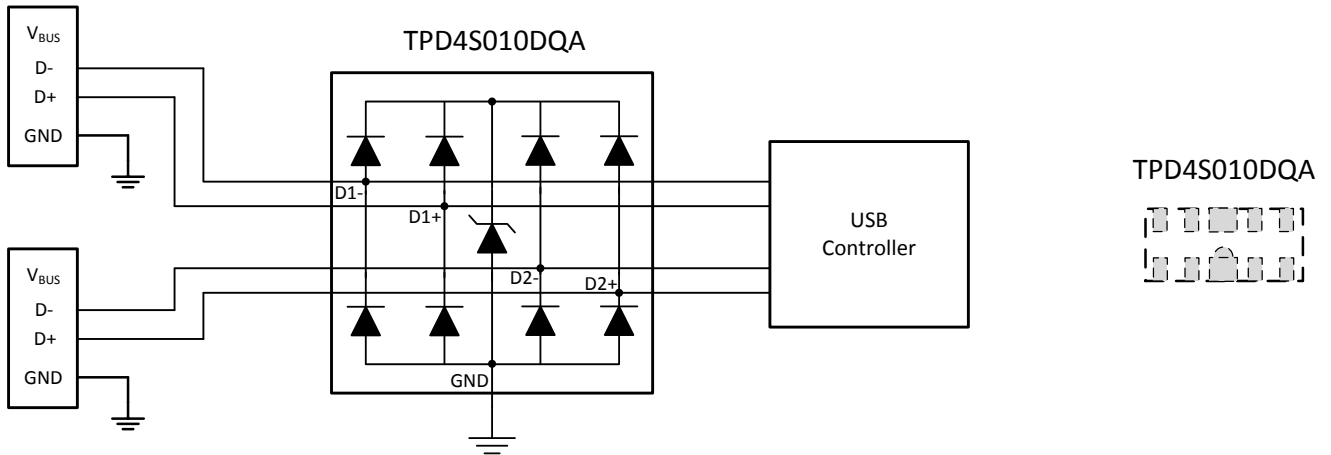 TPD4S010DQA
VBUS
D-
D+
GND
D1-
D1+
D2-
D2+
GND
USB
Controller
VBUS
D-
D+
GND
TPD4S010DQA